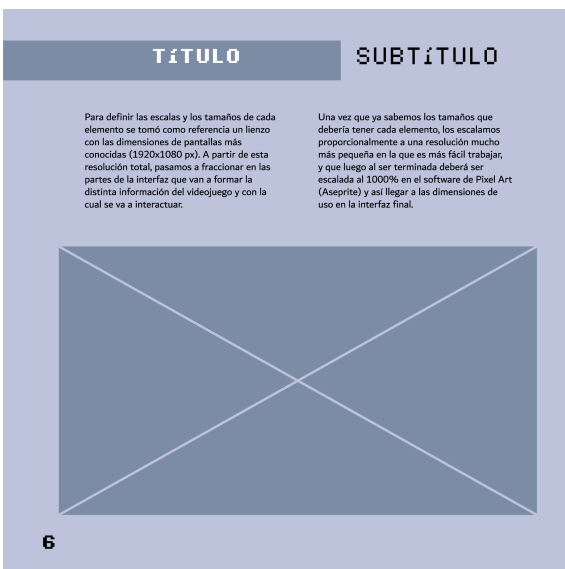 TíTULO
SUBTíTULO
Para definir las escalas y los tamaños de cada
elemento se tomó como referencia un lienzo
con las dimensiones de pantallas más
conocidas (1920x1080 px). A partir de esta
resolución total, pasamos a fraccionar en las
partes de la interfaz que van a formar la
distinta información del videojuego y con la
cual se va a interactuar.
Una vez que ya sabemos los tamaños que
debería tener cada elemento, los escalamos
proporcionalmente a una resolución mucho
más pequeña en la que es más fácil trabajar,
y que luego al ser terminada deberá ser
escalada al 1000% en el software de Pixel Art
(Aseprite) y así llegar a las dimensiones de
uso en la interfaz final.
6